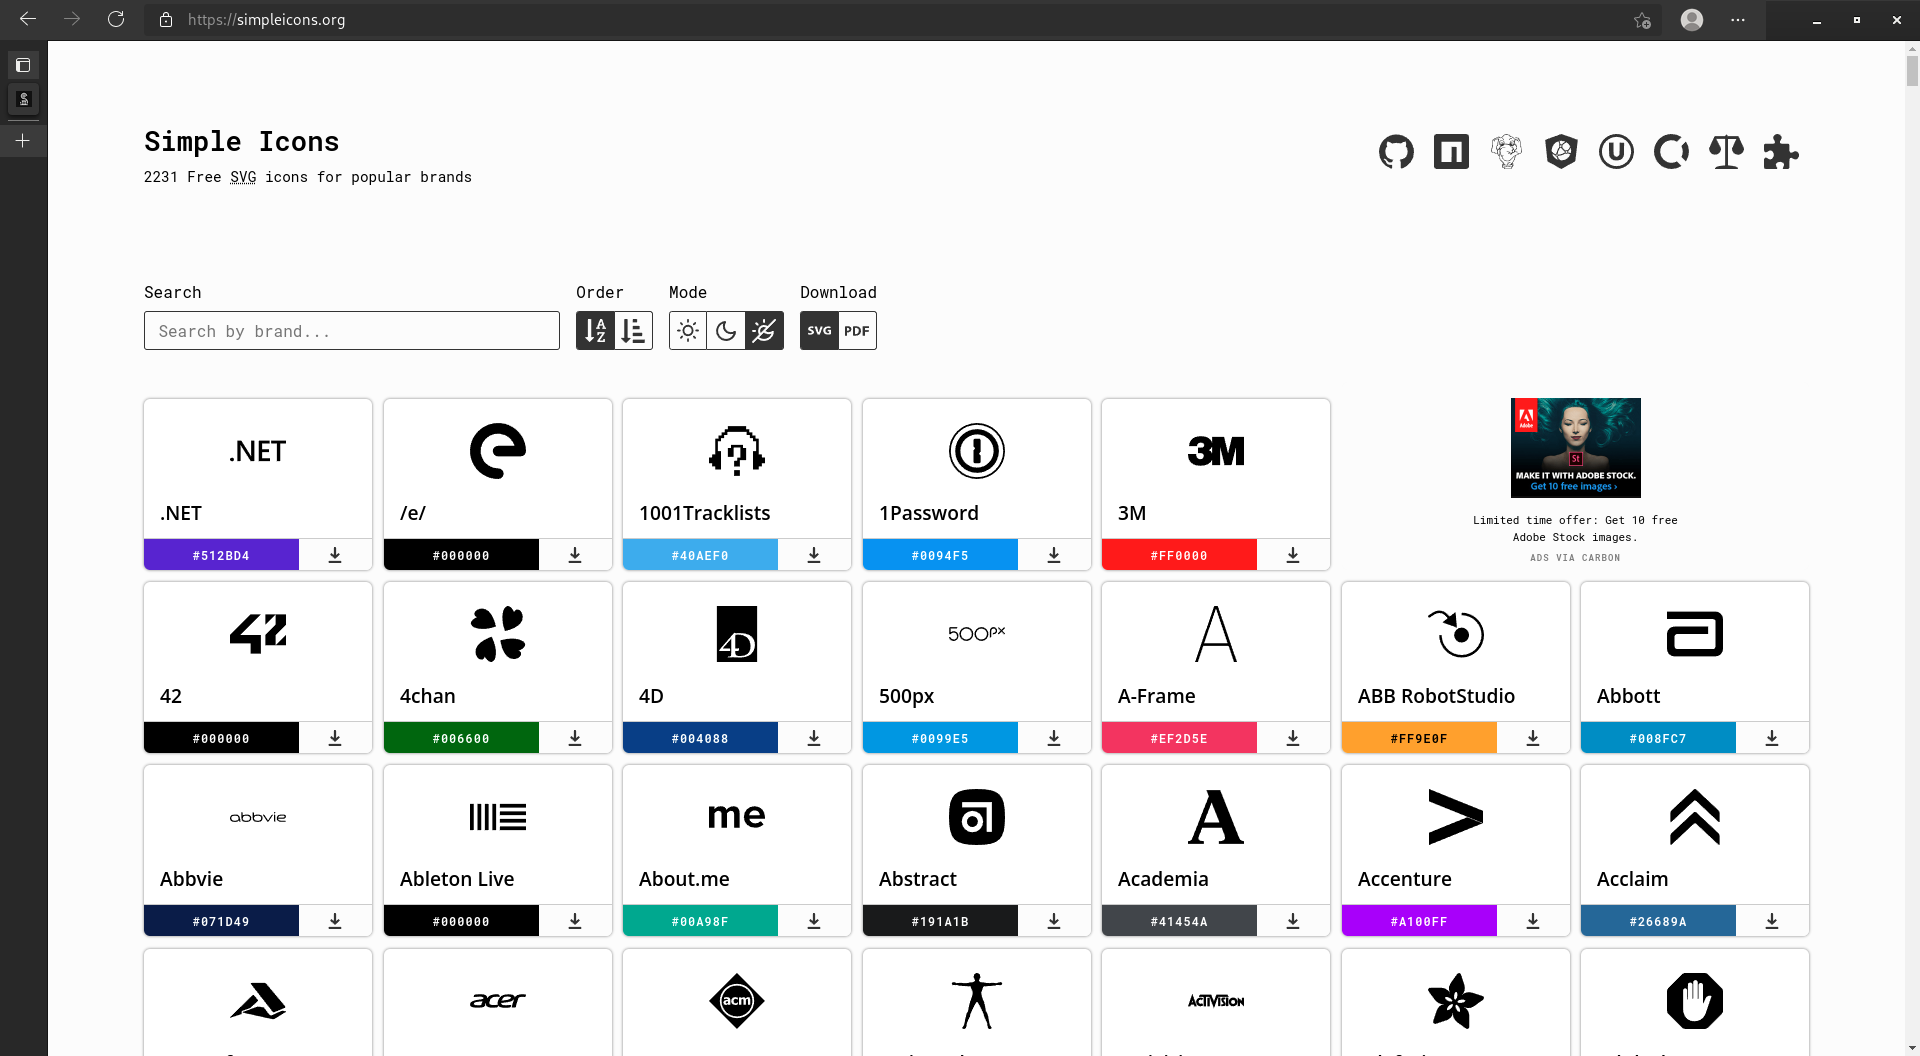 https://simpleicons.org
Simple Icons
2231 Free SVG icons for popular brands
Search
Order
Mode
Download
Search by brand...
A
Z
SVG
PDF
.NET
.NET
#512BD4
/e/
#000000
1001Tracklists
#40AEF0
1Password
#0094F5
3M
3M
#FF0000
Adobe
St
MAKE IT WITH ADOBE STOCK.
Get 10 free images ›
Limited time offer: Get 10 free
Adobe Stock images.
ADS VIA CARBON
42
42
#000000
4chan
#006600
4D
4D
#004088
500px
500px
#0099E5
A
A-Frame
#EF2D5E
ABB RobotStudio
#FF9E0F
Abbott
#008FC7
abbvie
Abbvie
#071D49
Ableton Live
#000000
me
About.me
#00A98F
Abstract
#191A1B
A
Academia
#41454A
Accenture
#A100FF
Acclaim
#26689A
acer
acm
ACTIVISION